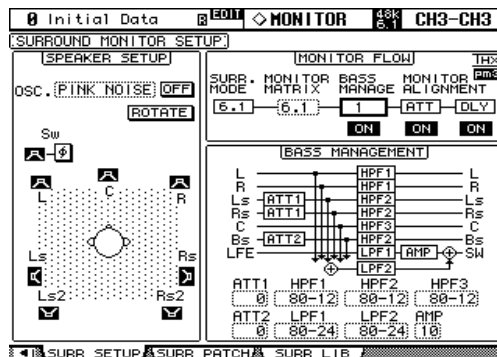 0 Initial Data EDIT ◇MONITOR 48k 6.1 CH3-CH3
SURROUND MONITOR SETUP
SPEAKER SETUP
OSC. PINK NOISE OFF
ROTATE
Sw
ϕ
L C R
Ls Rs
Ls2 Rs2
MONITOR FLOW THX
pm3
SURR. MONITOR BASS MONITOR
MODE MATRIX MANAGE ALIGNMENT
6.1 6.1 1 ATT DLY
ON ON ON
BASS MANAGEMENT
L HPF1 L
R HPF1 R
Ls ATT1 HPF2 Ls
Rs ATT1 HPF2 Rs
C HPF3 C
Bs ATT2 HPF2 Bs
LFE LPF1 AMP SW
LPF2
ATT1 HPF1 HPF2 HPF3
0 80-12 80-12 80-12
ATT2 LPF1 LPF2 AMP
0 80-24 80-24 10
SURR SETUP SURR PATCH SURR LIB